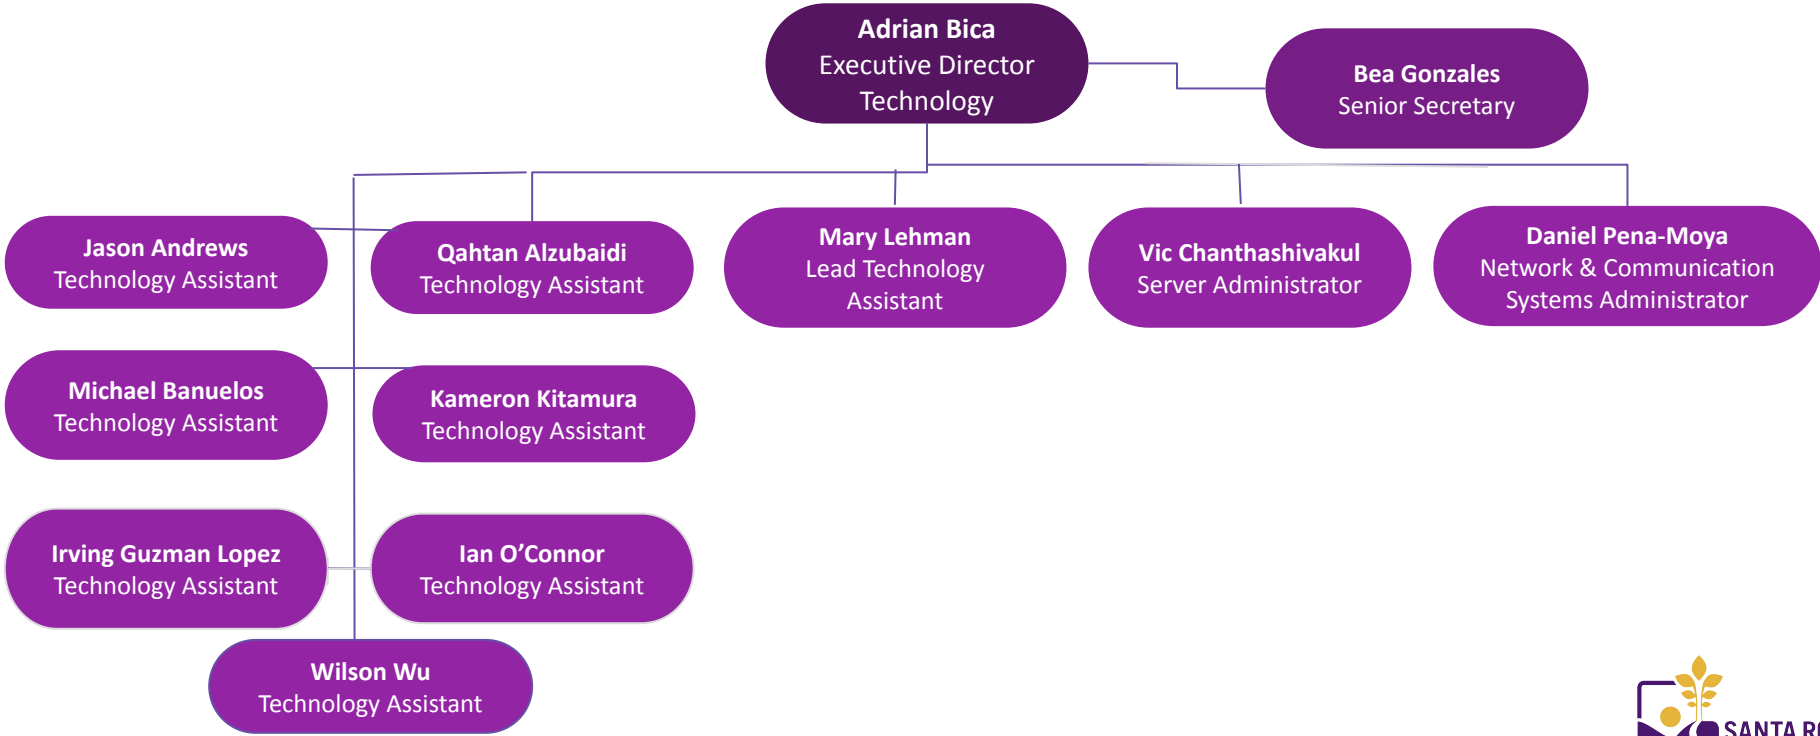 Adrian Bica
Executive Director
Technology
Bea Gonzales
Senior Secretary
Jason Andrews
Technology Assistant
Qahtan Alzubaidi
Technology Assistant
Mary Lehman
Lead Technology
Assistant
Vic Chanthashivakul
Server Administrator
Daniel Pena-Moya
Network & Communication
Systems Administrator
Michael Banuelos
Technology Assistant
Kameron Kitamura
Technology Assistant
Irving Guzman Lopez
Technology Assistant
Ian O’Connor
Technology Assistant
Wilson Wu
Technology Assistant
SANTA